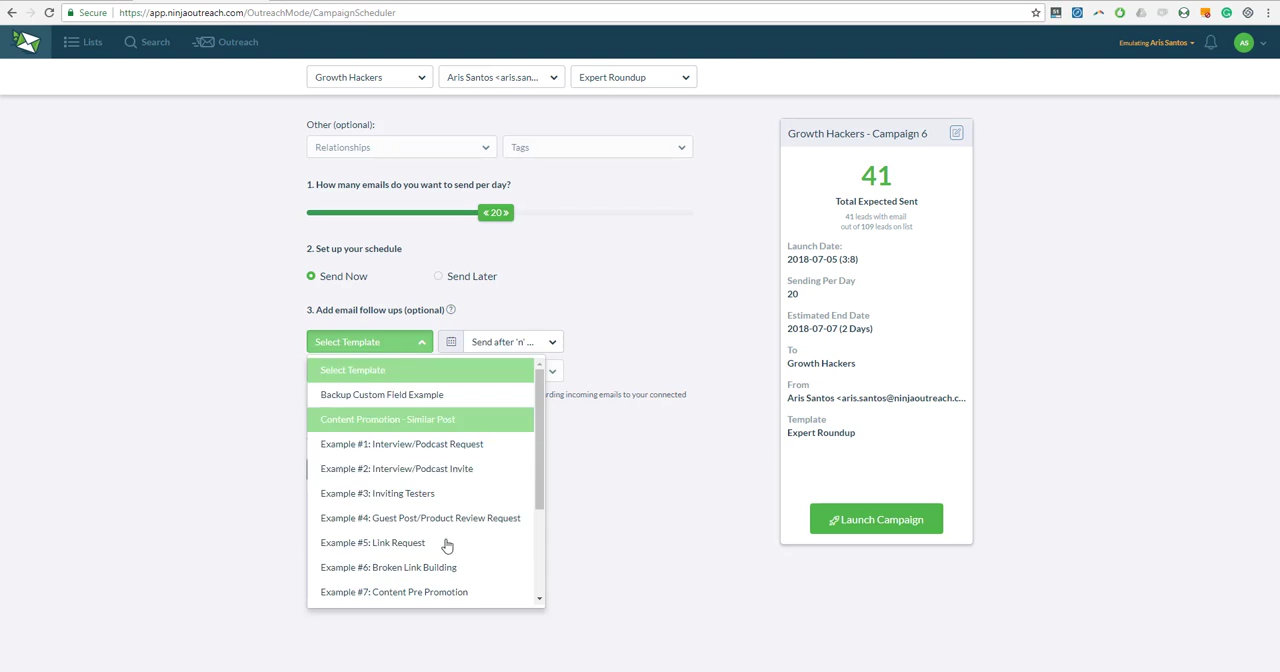 Secure https://app.ninjaoutreach.com/OutreachMode/CampaignScheduler
Lists Search Outreach Emulating Aris Santos AS
Growth Hackers Aris Santos <aris.san... Expert Roundup
Other (optional):
Relationships Tags
1. How many emails do you want to send per day?
« 20 »
2. Set up your schedule
Send Now Send Later
3. Add email follow ups (optional) ?
Select Template Send after 'n' ...
Select Template
Backup Custom Field Example
rding incoming emails to your connected
Content Promotion - Similar Post
Example #1: Interview/Podcast Request
Example #2: Interview/Podcast Invite
Example #3: Inviting Testers
Example #4: Guest Post/Product Review Request
Example #5: Link Request
Example #6: Broken Link Building
Example #7: Content Pre Promotion
Growth Hackers - Campaign 6
41
Total Expected Sent
41 leads with email
out of 109 leads on list
Launch Date:
2018-07-05 (3:8)
Sending Per Day
20
Estimated End Date
2018-07-07 (2 Days)
To
Growth Hackers
From
Aris Santos <aris.santos@ninjaoutreach.c...
Template
Expert Roundup
Launch Campaign